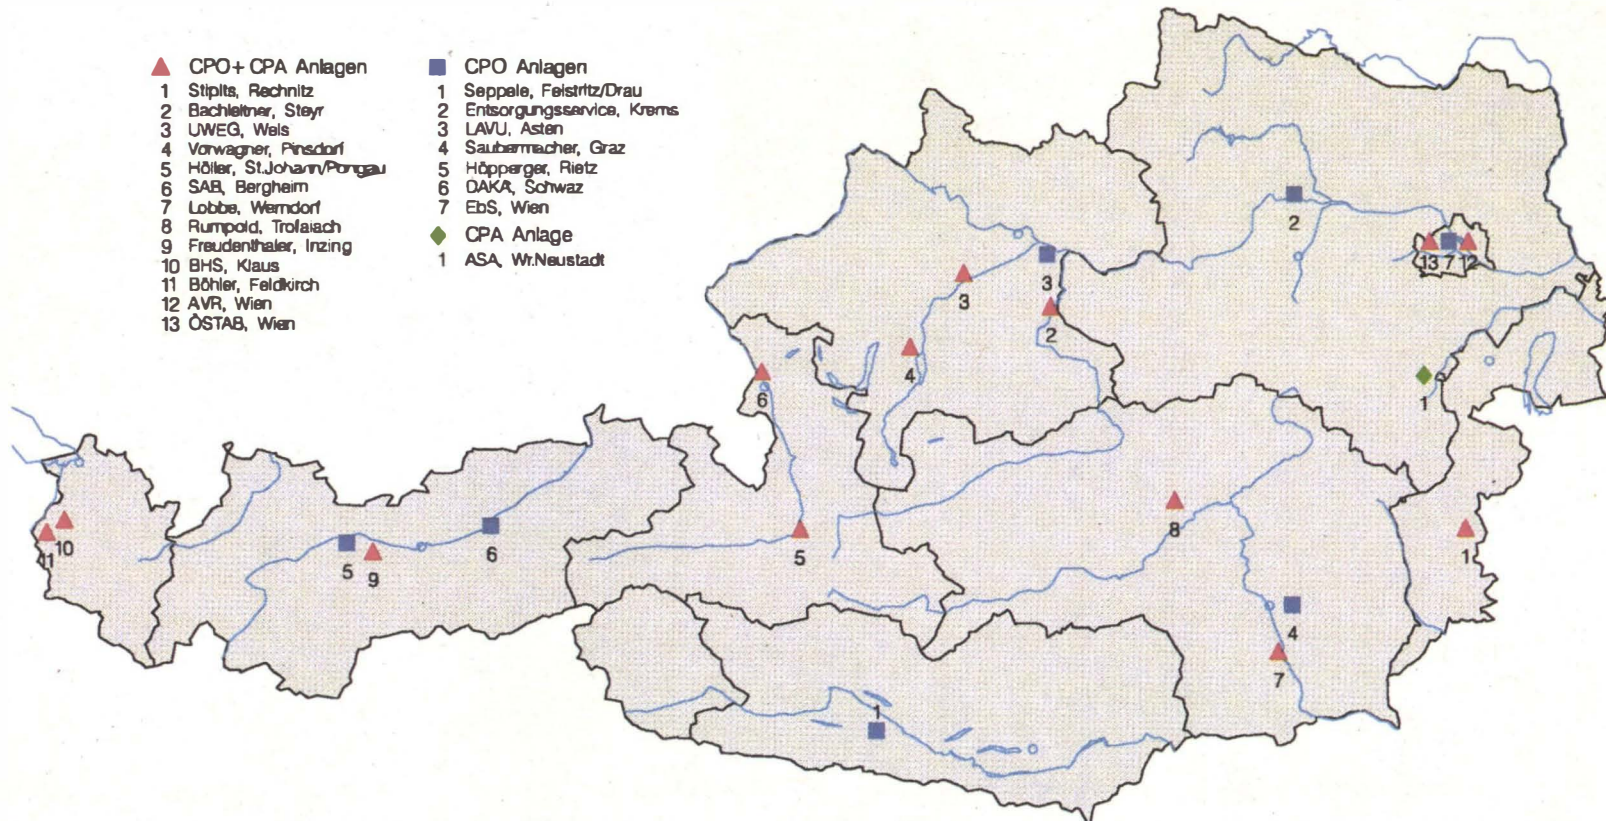 CPO+ CPA Anlagen
1 Stipits, Rechnitz
2 Bachleitner, Steyr
3 UWEG, Wels
4 Vorwagner, Pinsdorf
5 Höller, St.Johann/Pongau
6 SAB, Bergheim
7 Lobbe, Werndorf
8 Rumpold, Trofaiach
9 Freudenthaler, Inzing
10 BHS, Klaus
11 Böhler, Feldkirch
12 AVR, Wien
13 ÖSTAB, Wien
CPO Anlagen
1 Seppele, Feistritz/Drau
2 Entsorgungsservice, Krems
3 LAVU, Asten
4 Saubermacher, Graz
5 Höpperger, Rietz
6 DAKA, Schwaz
7 EbS, Wien
CPA Anlage
1 ASA, Wr.Neustadt
2
13 7 12
3
3
2
4
6
1
10
11
5
9
6
5
8
1
4
7
1